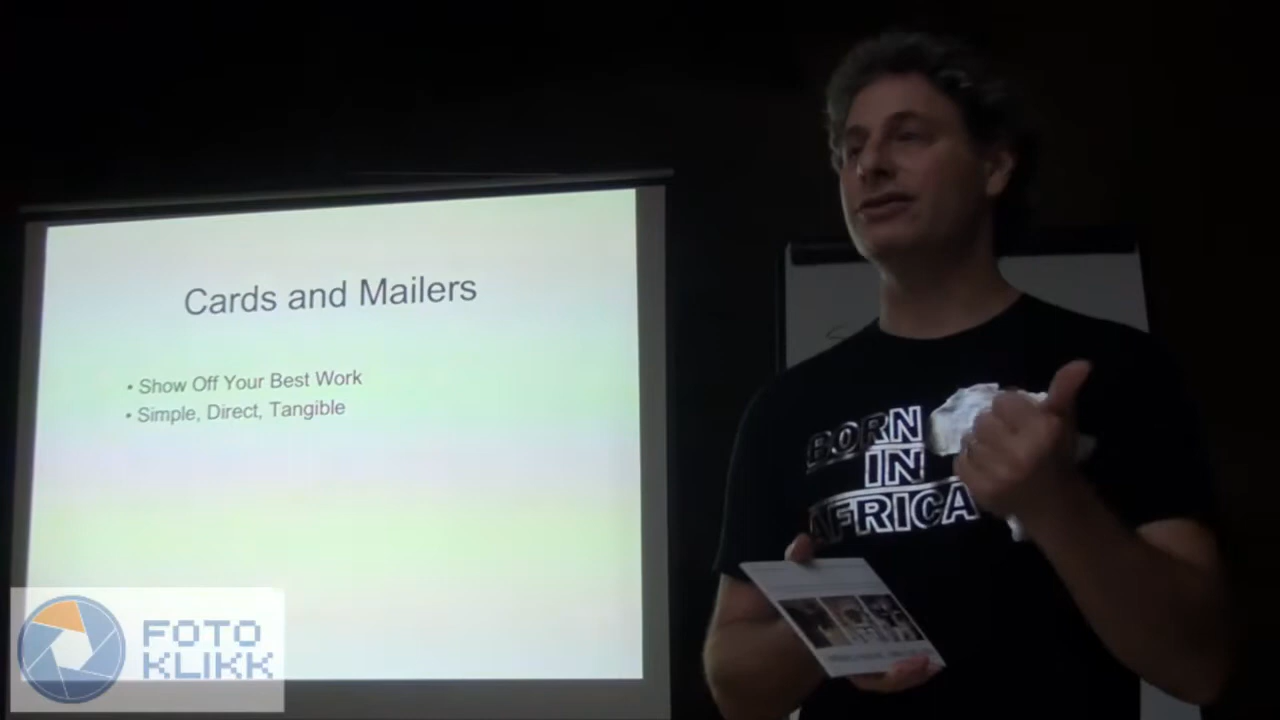 Cards and Mailers
• Show Off Your Best Work
• Simple, Direct, Tangible
BORN
IN
AFRICA
FOTO
KLIKK